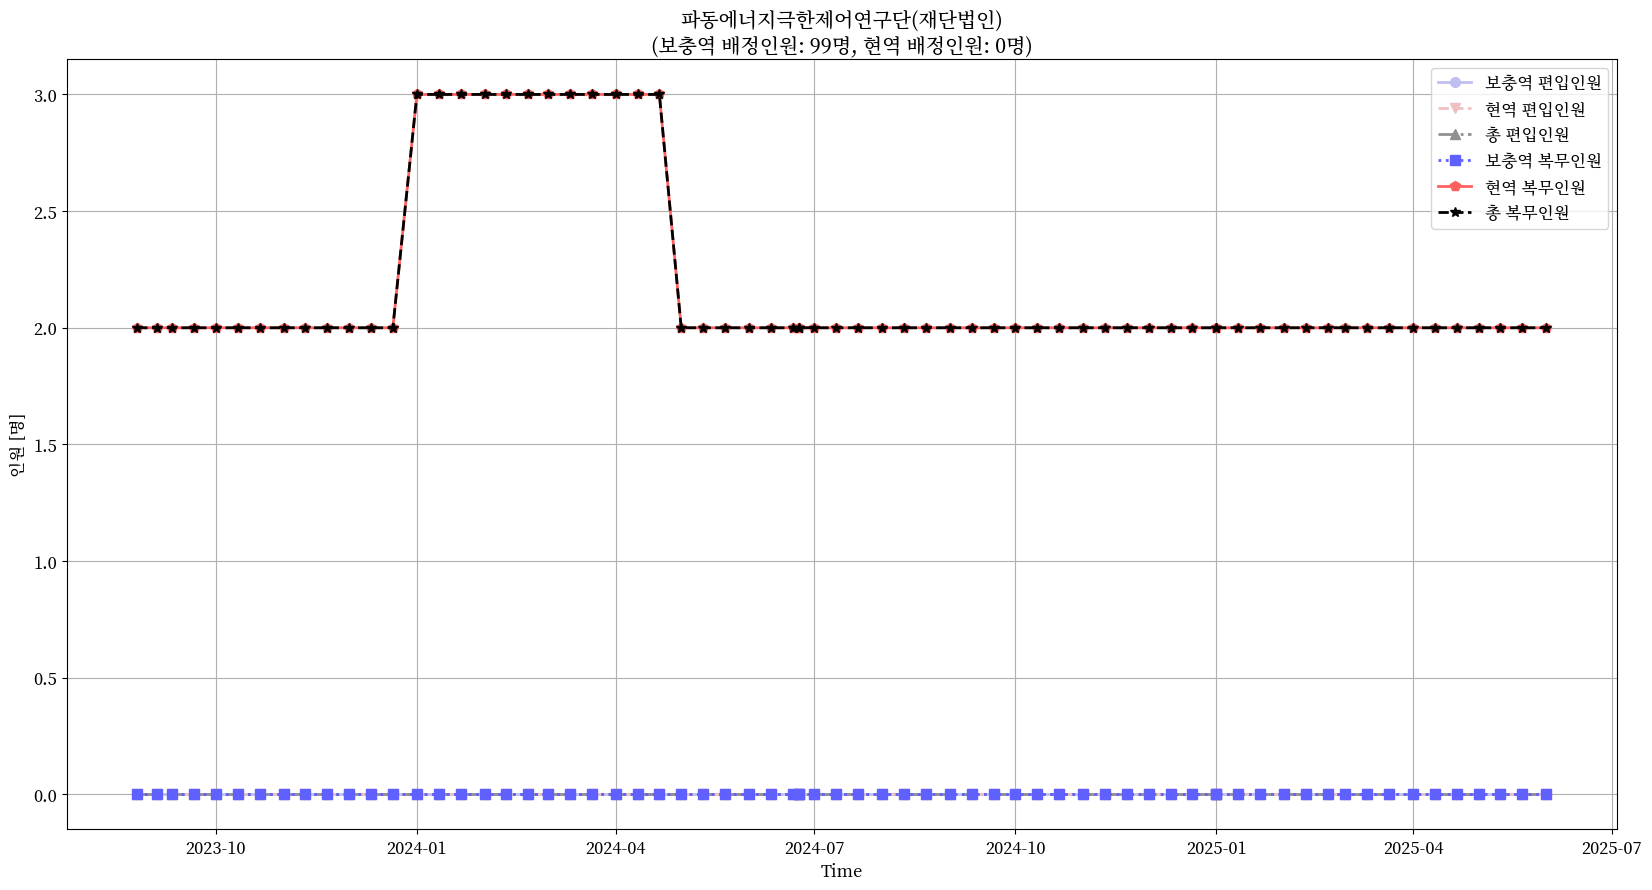 파동에너지극한제어연구단(재단법인)
(보충역 배정인원: 99명, 현역 배정인원: 0명)
보충역 편입인원
현역 편입인원
총 편입인원
보충역 복무인원
현역 복무인원
총 복무인원
3.0
2.5
2.0
1.5
1.0
0.5
0.0
인원 [명]
2023-10
2024-01
2024-04
2024-07
2024-10
2025-01
2025-04
2025-07
Time